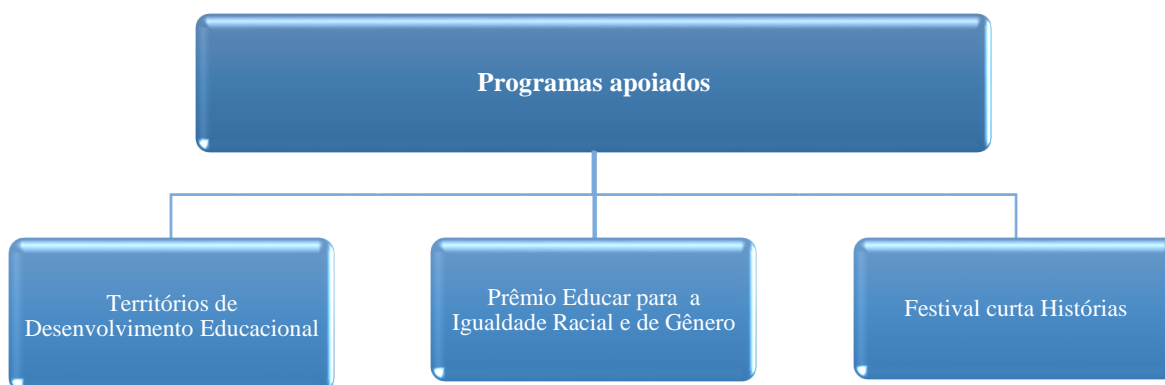 Programas apoiados
Territórios de
Desenvolvimento Educacional
Prêmio Educar para a
Igualdade Racial e de Gênero
Festival curta Histórias